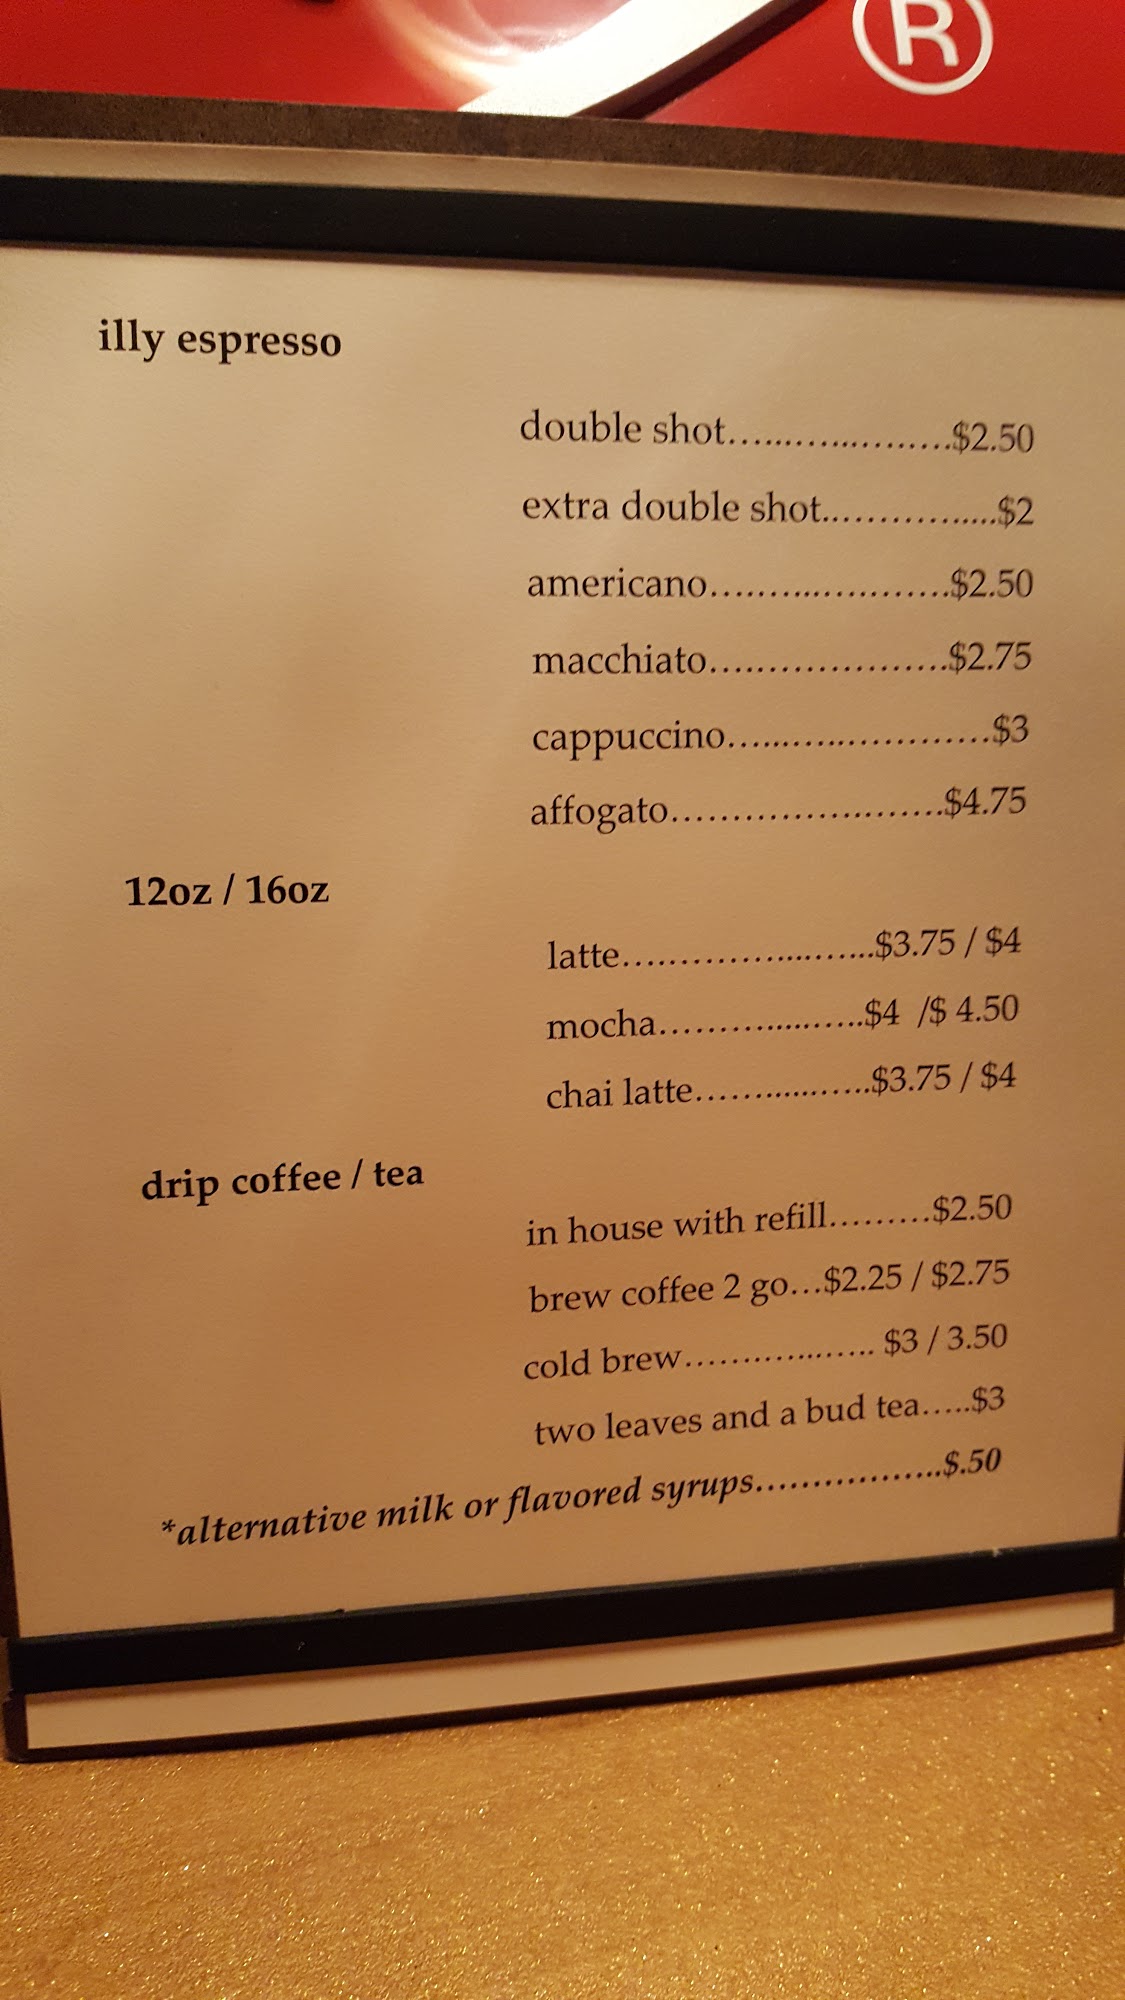 ®
illy espresso
double shot....................$2.50
extra double shot.................$2
americano......................$2.50
macchiato......................$2.75
cappuccino........................$3
affogato.......................$4.75
12oz / 16oz
latte......................$3.75 / $4
mocha....................$4 /$ 4.50
chai latte.................$3.75 / $4
drip coffee / tea
in house with refill.........$2.50
brew coffee 2 go...$2.25 / $2.75
cold brew.................. $3 / 3.50
two leaves and a bud tea.....$3
*alternative milk or flavored syrups..................$.50